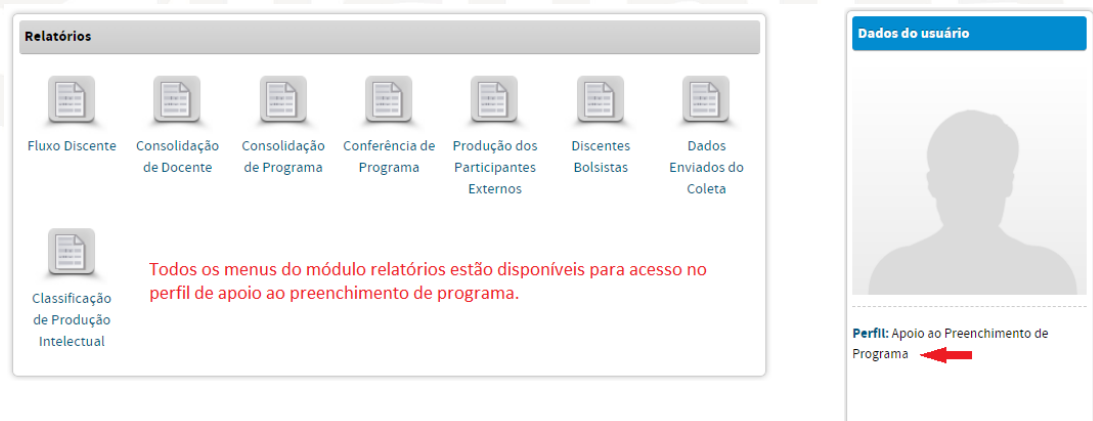 Relatórios
Fluxo Discente
Consolidação
de Docente
Consolidação
de Programa
Conferência de
Programa
Produção dos
Participantes
Externos
Discentes
Bolsistas
Dados
Enviados do
Coleta
Classificação
de Produção
Intelectual
Todos os menus do módulo relatórios estão disponíveis para acesso no
perfil de apoio ao preenchimento de programa.
Dados do usuário
Perfil: Apoio ao Preenchimento de
Programa